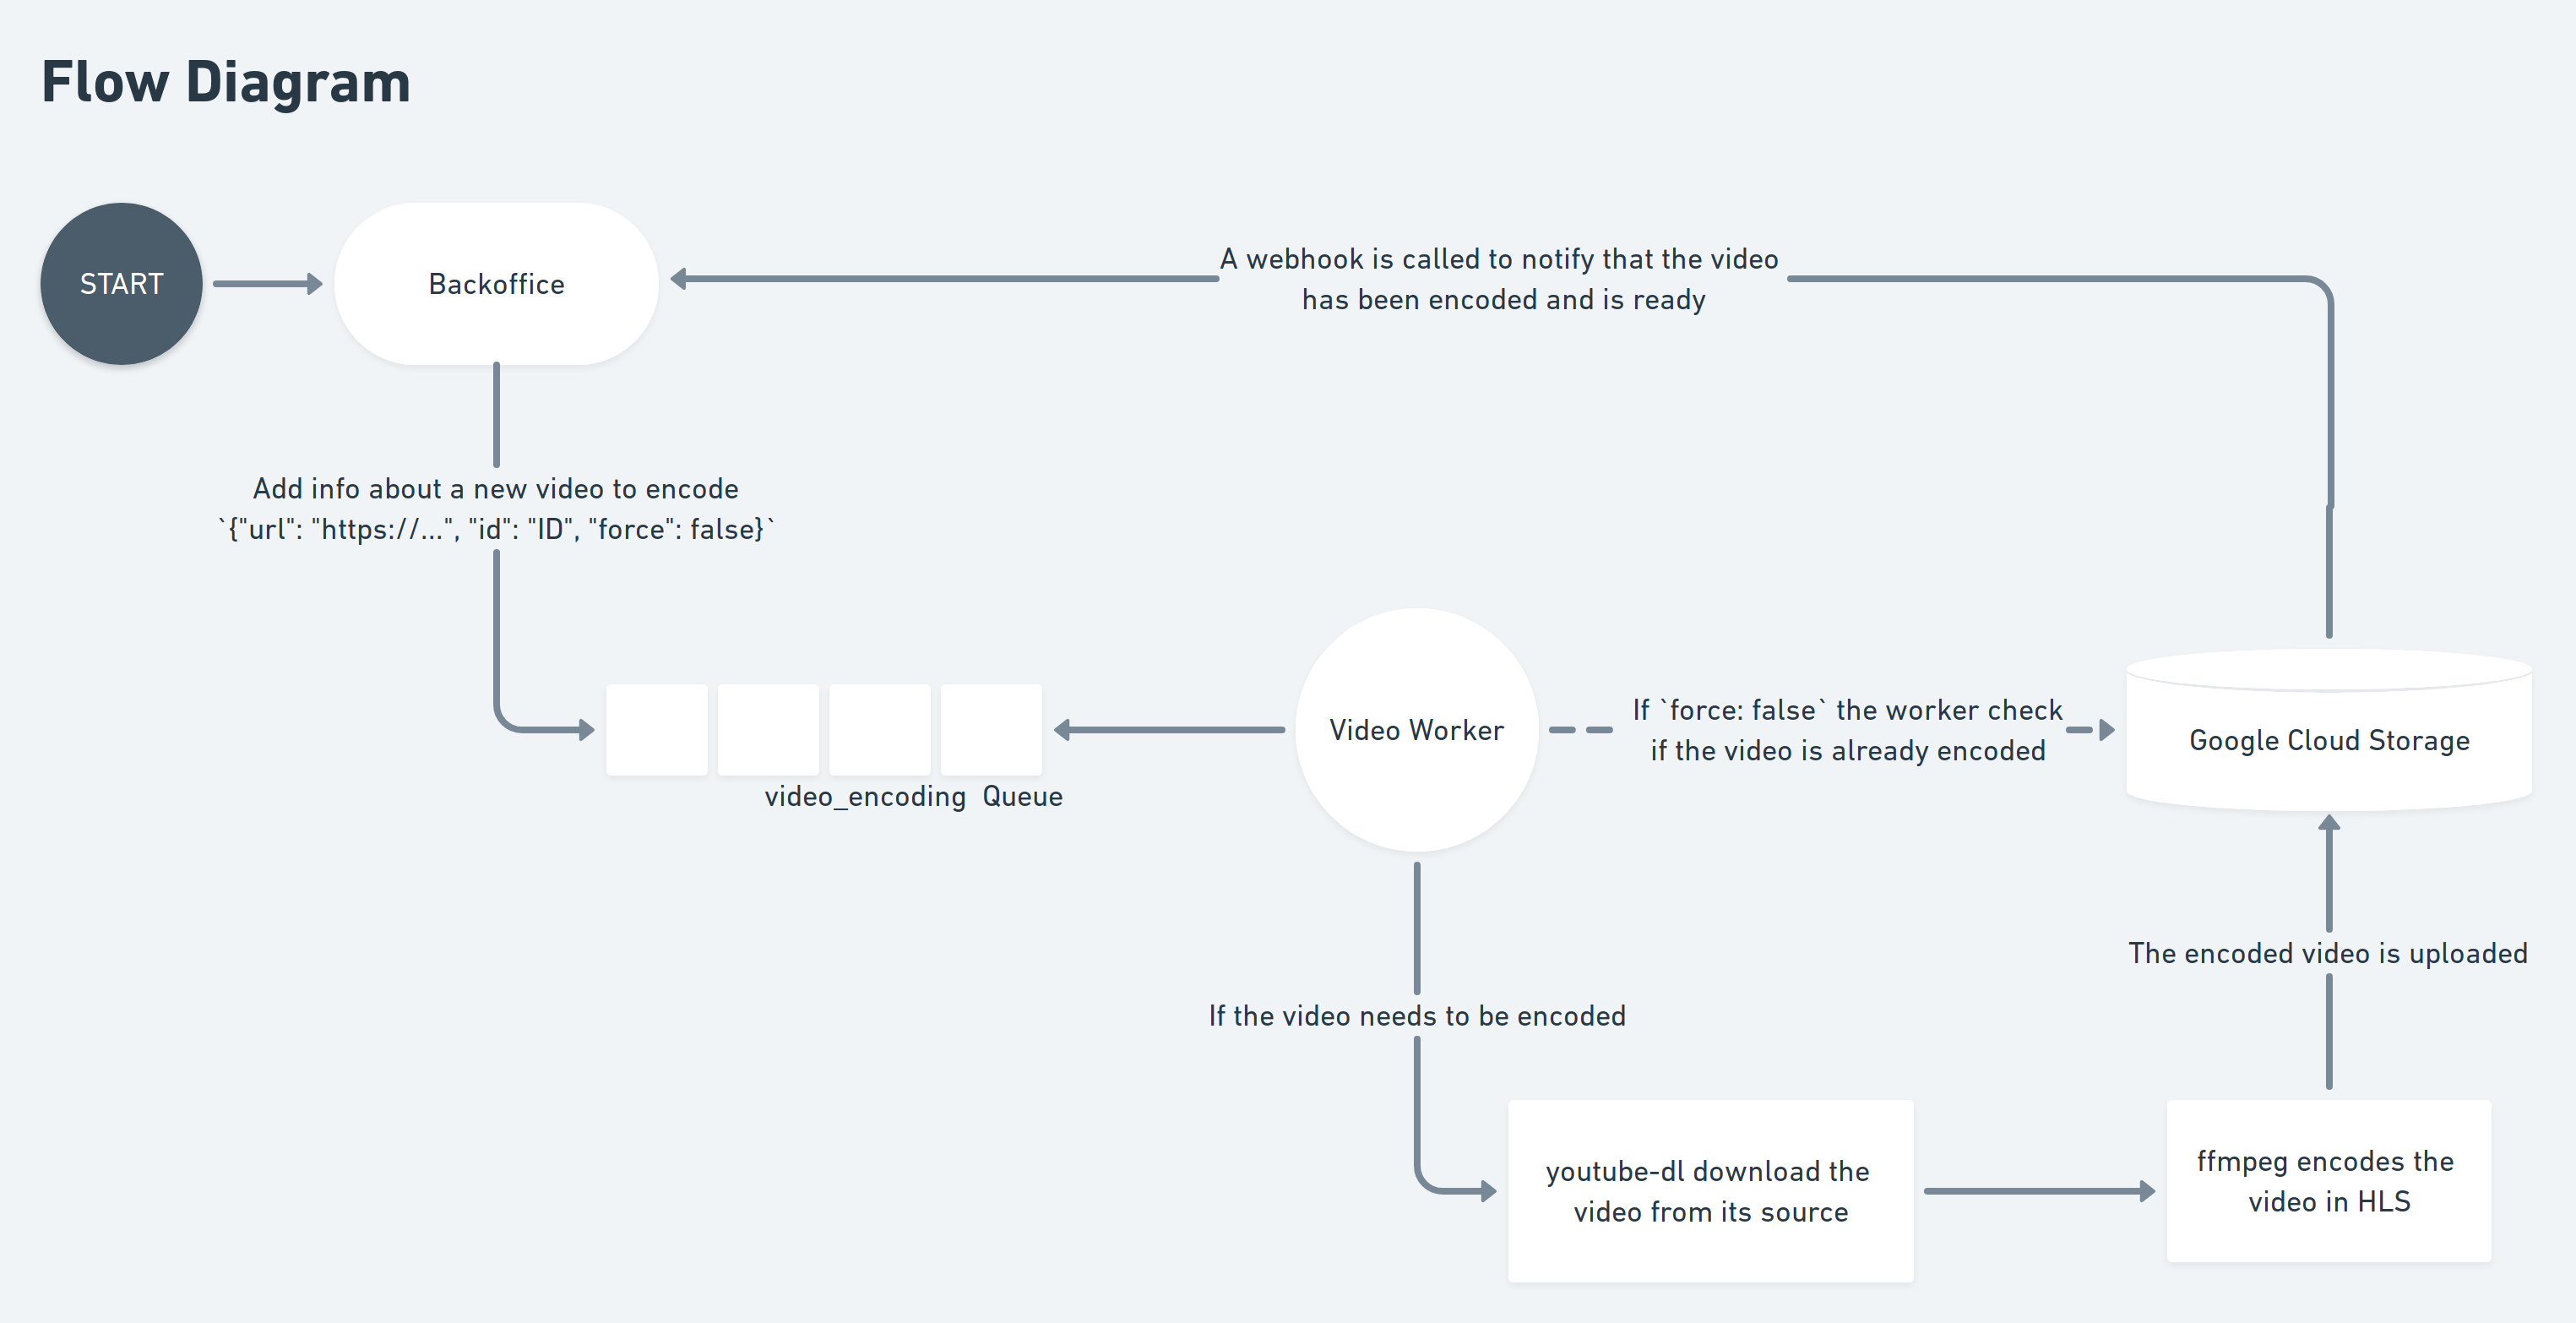 Flow Diagram
START
Backoffice
A webhook is called to notify that the video
has been encoded and is ready
Add info about a new video to encode
`{"url": "https://...", "id": "ID", "force": false}`
video_encoding  Queue
Video Worker
If `force: false` the worker check
if the video is already encoded
Google Cloud Storage
The encoded video is uploaded
If the video needs to be encoded
youtube-dl download the
video from its source
ffmpeg encodes the
video in HLS